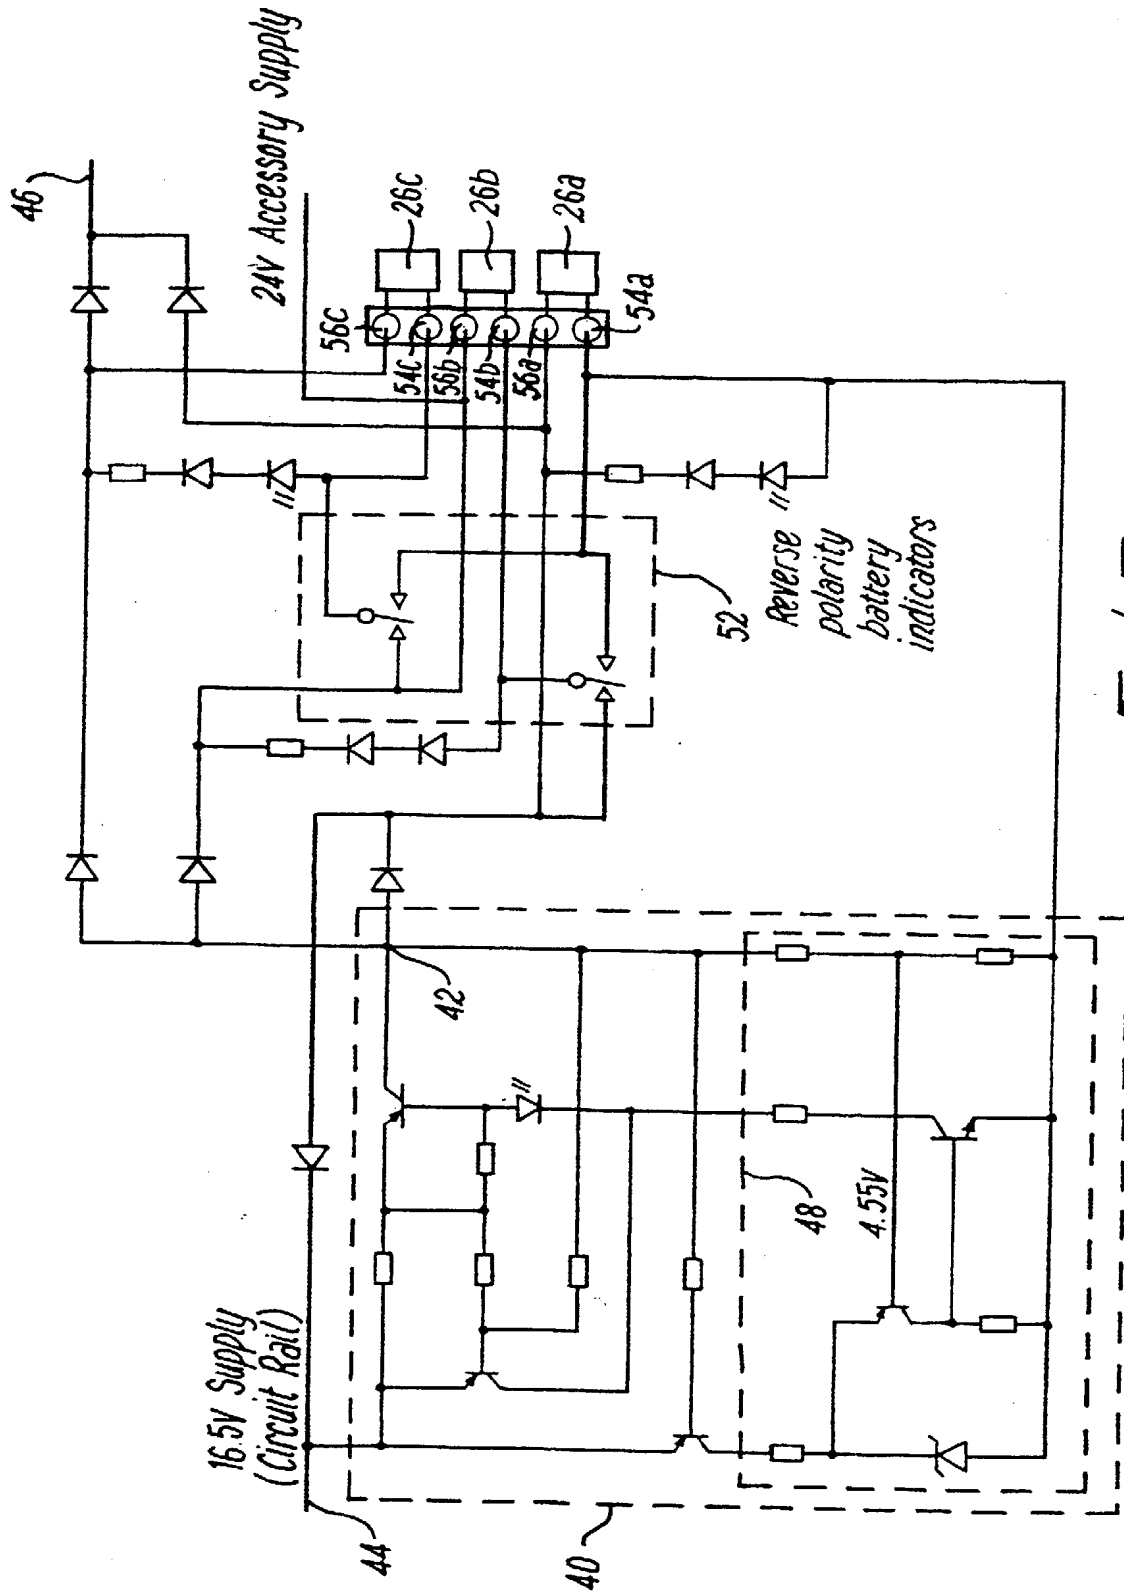 46
24V Accessory Supply
56c
54c
56b
54b
56a
54a
26c
26b
26a
52
Reverse
polarity
battery
indicators
42
48
4.55V
16.5V Supply
(Circuit Rail)
44
40